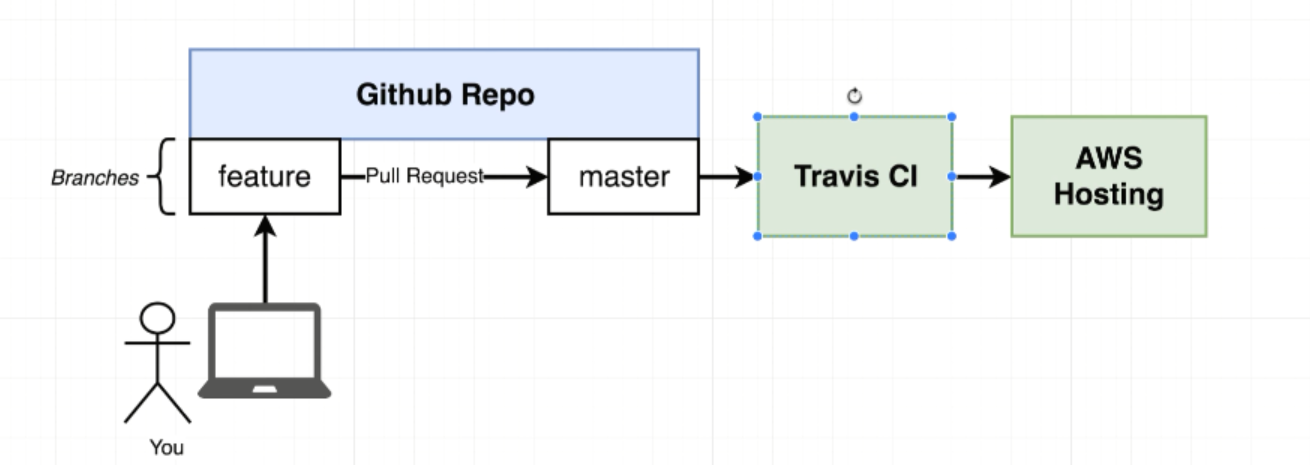 Github Repo
Branches
feature
Pull Request
master
Travis CI
AWS
Hosting
You